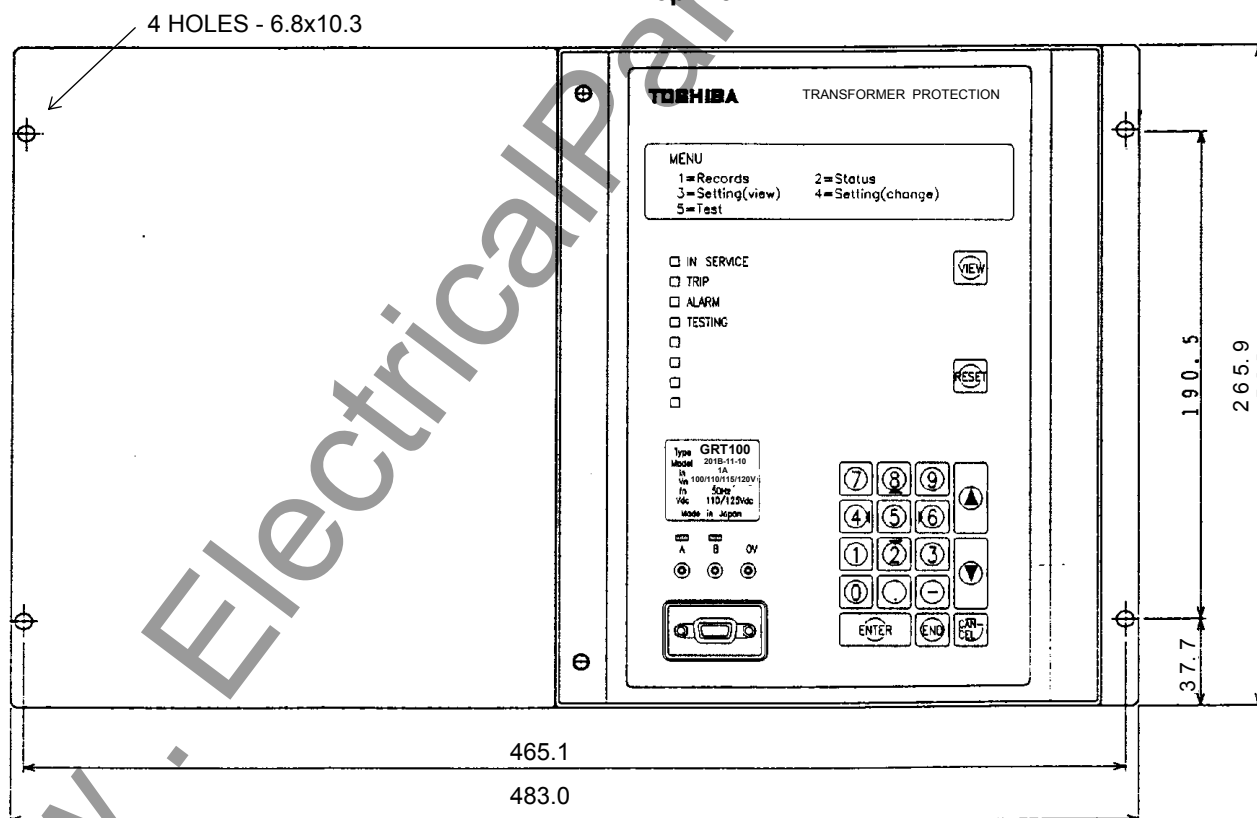 4 HOLES - 6.8x10.3
TOSHIBA TRANSFORMER PROTECTION
MENU
1=Records 2=Status
3=Setting(view) 4=Setting(change)
5=Test
IN SERVICE
TRIP
ALARM
TESTING
VIEW
RESET
Type GRT100
Model 201B-11-10
In 1A
Vn 100/110/115/120V
fn 50Hz
Vdc 110/125Vdc
Made in Japan
A B 0V
7 8 9
4 5 6
1 2 3
0 . -
ENTER END CAN-
CEL
190.5
265.9
37.7
465.1
483.0
. ElectricalPar